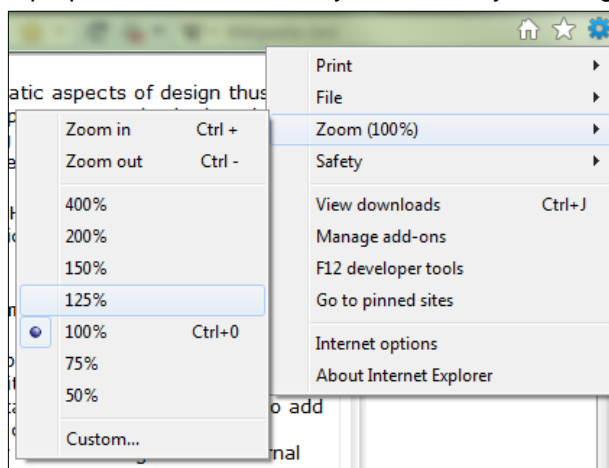 atic aspects of design thus
Print
File
Zoom (100%)
Safety
View downloads Ctrl+J
Manage add-ons
F12 developer tools
Go to pinned sites
Internet options
About Internet Explorer
Zoom in Ctrl +
Zoom out Ctrl -
400%
200%
150%
125%
100% Ctrl+0
75%
50%
Custom...
o add
rnal